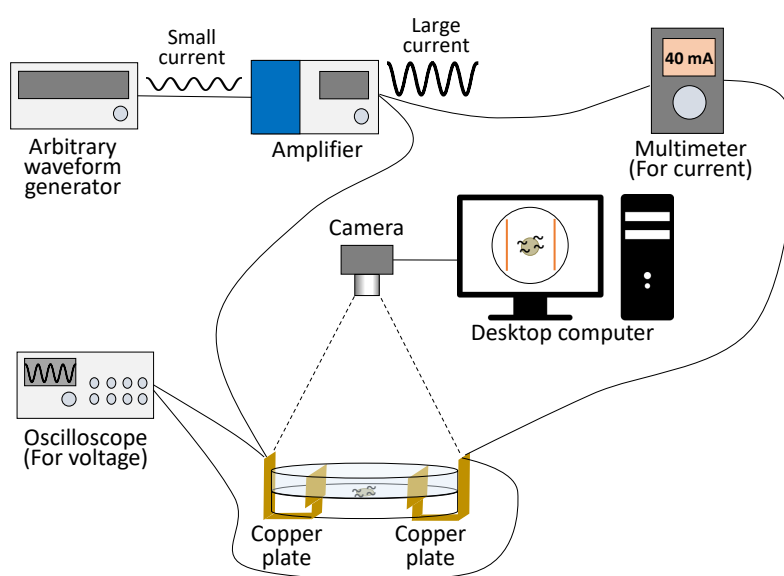 Small
current
Large
current
40 mA
Arbitrary
waveform
generator
Amplifier
Multimeter
(For current)
Camera
Desktop computer
Oscilloscope
(For voltage)
Copper
plate
Copper
plate